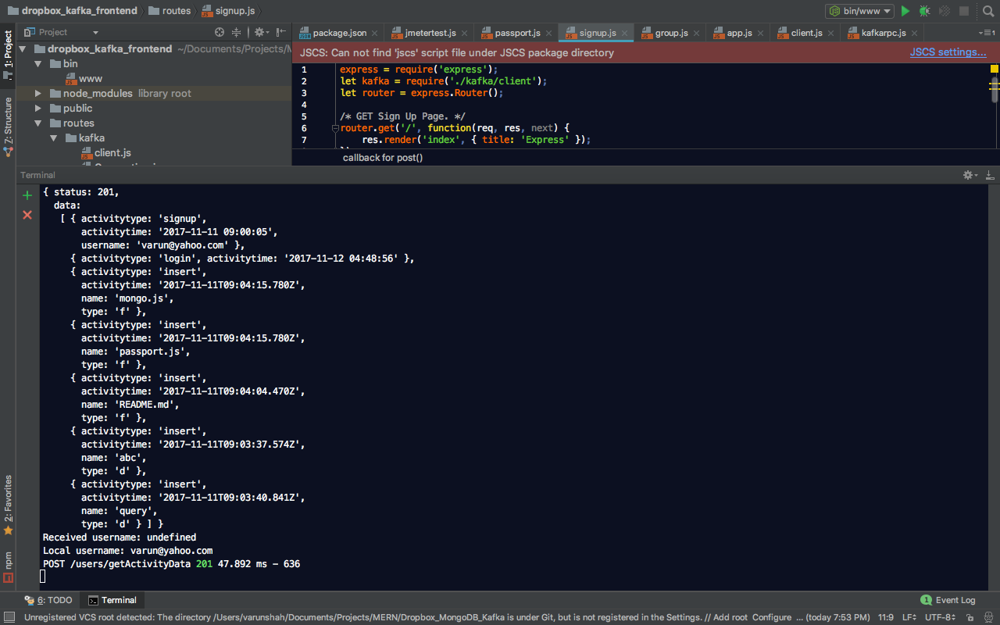 dropbox_kafka_frontend routes signup.js bin/www
Project
package.json jmetertest.js passport.js signup.js group.js app.js client.js kafkarpc.js
1: Project
dropbox_kafka_frontend ~/Documents/Projects/M
bin
www
node_modules library root
public
routes
kafka
client.js
7: Structure
JSCS: Can not find 'jscs' script file under JSCS package directory JSCS settings...
1 express = require('express');
2 let kafka = require('./kafka/client');
3 let router = express.Router();
4
5 /* GET Sign Up Page. */
6 router.get('/', function(req, res, next) {
7 res.render('index', { title: 'Express' });
callback for post()
Terminal
{ status: 201,
data:
[ { activitytype: 'signup',
activitytime: '2017-11-11 09:00:05',
username: 'varun@yahoo.com' },
{ activitytype: 'login', activitytime: '2017-11-12 04:48:56' },
{ activitytype: 'insert',
activitytime: '2017-11-11T09:04:15.780Z',
name: 'mongo.js',
type: 'f' },
{ activitytype: 'insert',
activitytime: '2017-11-11T09:04:15.780Z',
name: 'passport.js',
type: 'f' },
{ activitytype: 'insert',
activitytime: '2017-11-11T09:04:04.470Z',
name: 'README.md',
type: 'f' },
{ activitytype: 'insert',
activitytime: '2017-11-11T09:03:37.574Z',
name: 'abc',
type: 'd' },
{ activitytype: 'insert',
activitytime: '2017-11-11T09:03:40.841Z',
name: 'query',
type: 'd' } ] }
Received username: undefined
Local username: varun@yahoo.com
POST /users/getActivityData 201 47.892 ms - 636
2: Favorites
npm
6: TODO Terminal 1 Event Log
Unregistered VCS root detected: The directory /Users/varunshah/Documents/Projects/MERN/Dropbox_MongoDB_Kafka is under Git, but is not registered in the Settings. // Add root Configure ... (today 7:53 PM) 11:9 LF UTF-8